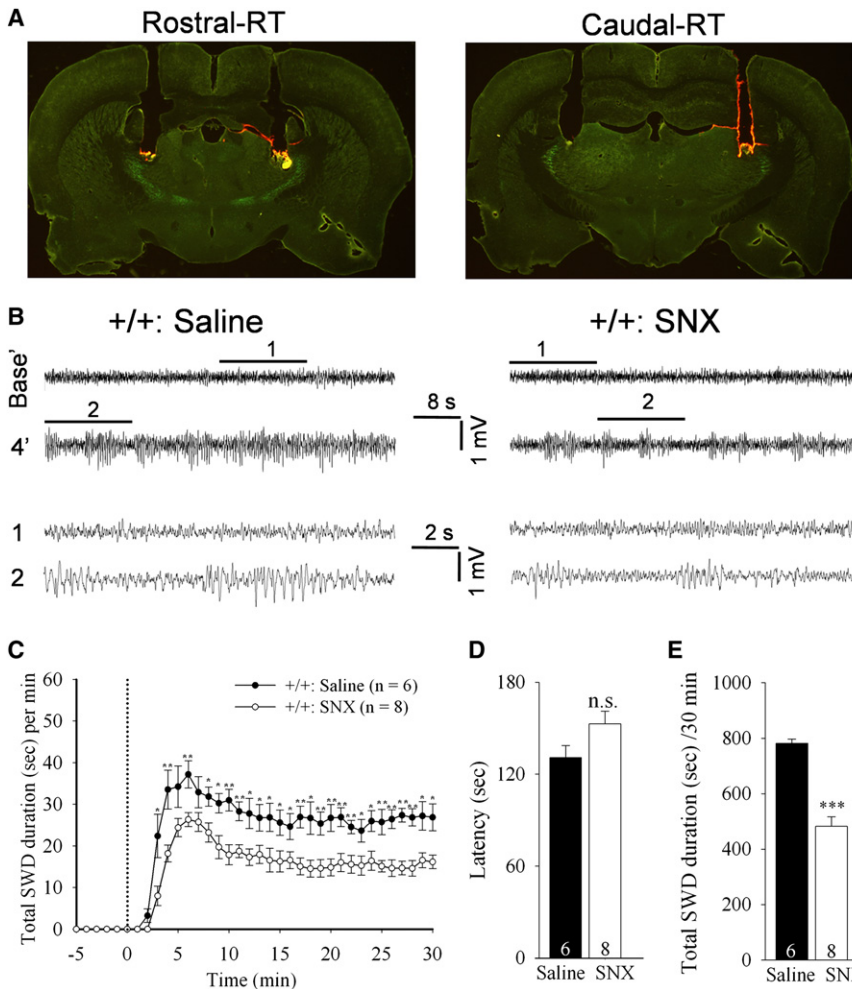 A
Rostral-RT
Caudal-RT
B
+/+: Saline
+/+: SNX
Base'
1
1
8 s
1 mV
4'
2
2
1
2 s
1 mV
2
C
Total SWD duration (sec) per min
60
50
40
30
20
10
0
+/+: Saline (n = 6)
+/+: SNX (n = 8)
-5
0
5
10
15
20
25
30
Time (min)
D
Latency (sec)
180
120
60
0
n.s.
6
8
Saline
SNX
E
Total SWD duration (sec) /30 min
1000
800
600
400
200
0
***
6
8
Saline